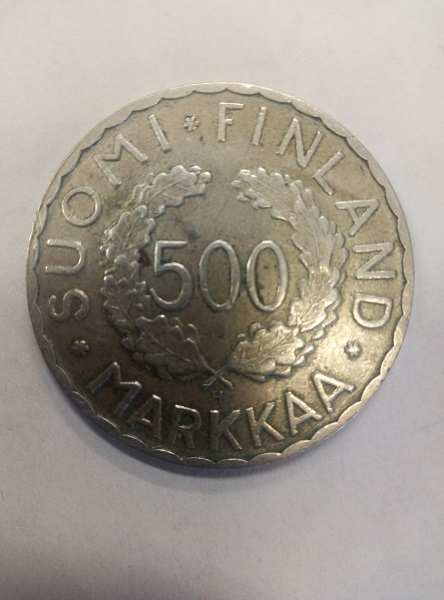 SUOMI * FINLAND
500
H
* MARKKAA *